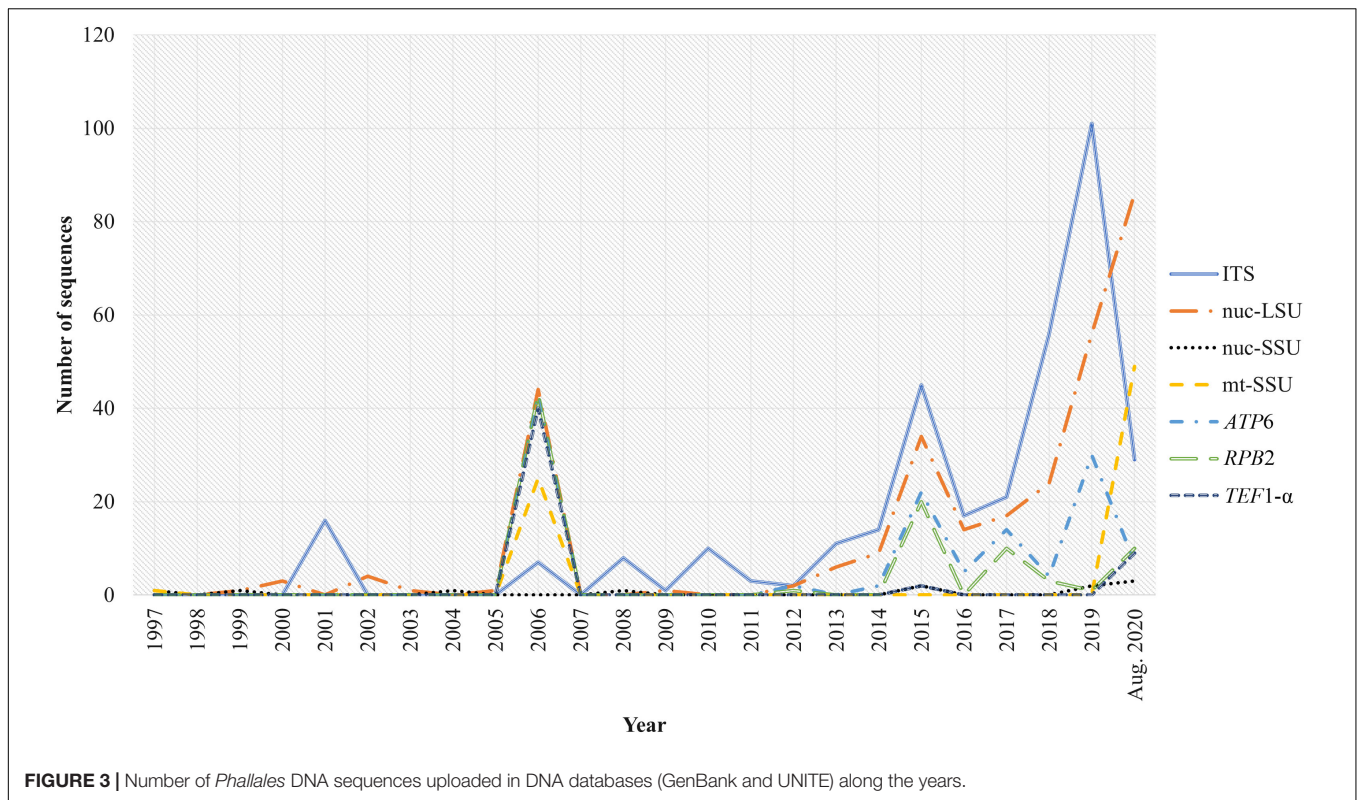 120
100
80
60
40
20
0
Number of sequences
1997
1998
1999
2000
2001
2002
2003
2004
2005
2006
2007
2008
2009
2010
2011
2012
2013
2014
2015
2016
2017
2018
2019
Aug. 2020
Year
ITS
nuc-LSU
nuc-SSU
mt-SSU
ATP6
RPB2
TEF1-α
FIGURE 3 | Number of Phallales DNA sequences uploaded in DNA databases (GenBank and UNITE) along the years.